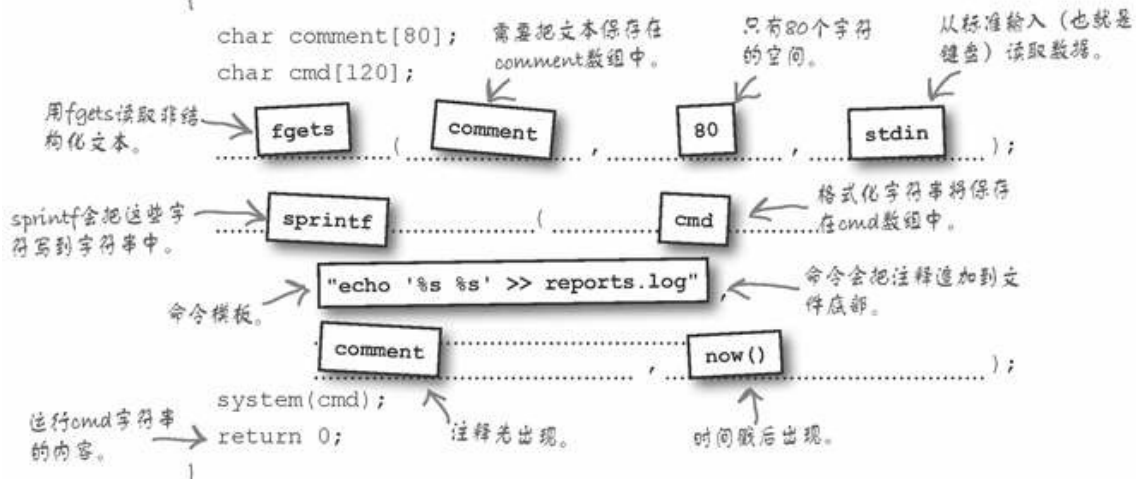 {
char comment[80];
char cmd[120];
需要把文本保存在
comment数组中。
只有80个字符
的空间。
从标准输入（也就是
键盘）读取数据。
用fgets读取非结
构化文本。
fgets ( comment , 80 , stdin );
sprintf会把这些字
符写到字符串中。
sprintf ( cmd
格式化字符串将保存
在cmd数组中。
"echo '%s %s' >> reports.log" ,
命令模板。
命令会把注释追加到文
件底部。
comment , now() );
system(cmd);
return 0;
运行cmd字符串
的内容。
注释先出现。
时间戳后出现。
}